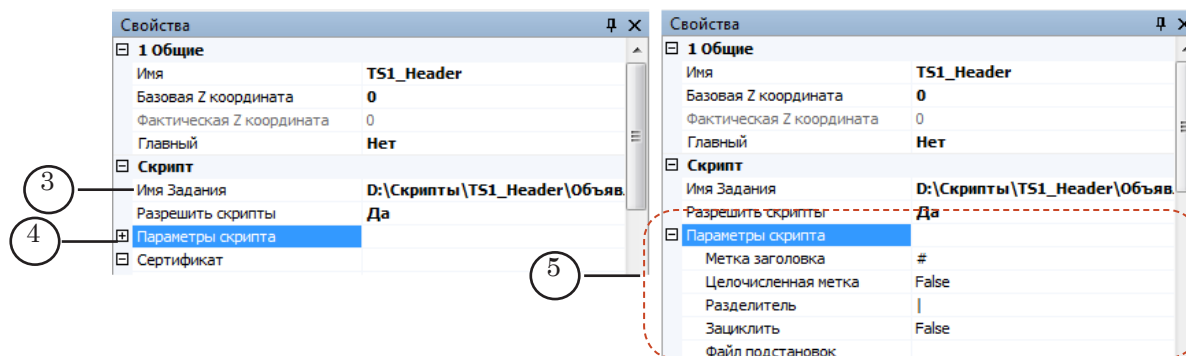 Свойства
1 Общие
Имя TS1_Header
Базовая Z координата 0
Фактическая Z координата 0
Главный Нет
Скрипт
3
Имя Задания D:\Скрипты\TS1_Header\Объяв.
Разрешить скрипты Да
4
Параметры скрипта
Сертификат
Свойства
1 Общие
Имя TS1_Header
Базовая Z координата 0
Фактическая Z координата 0
Главный Нет
Скрипт
Имя Задания D:\Скрипты\TS1_Header\Объяв.
Разрешить скрипты Да
Параметры скрипта
5
Метка заголовка #
Целочисленная метка False
Разделитель |
Зациклить False
Файл подстановок